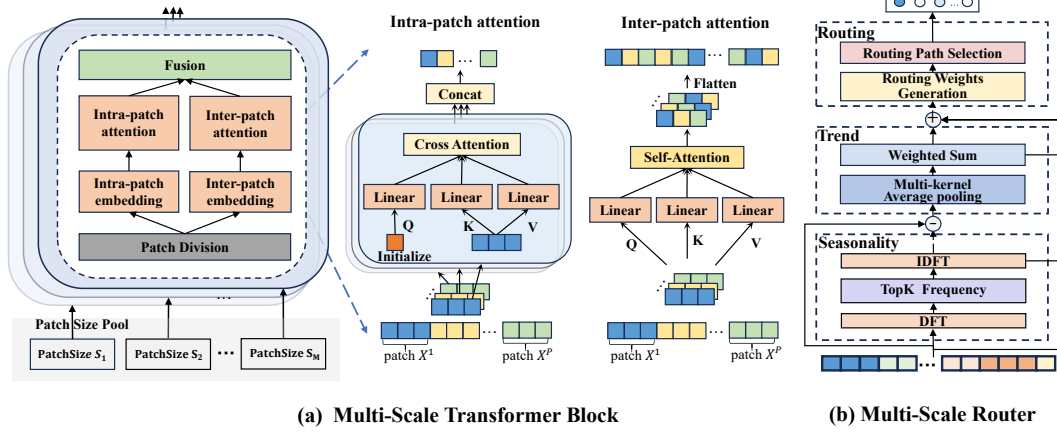 Fusion
Intra-patch
attention
Inter-patch
attention
Intra-patch
embedding
Inter-patch
embedding
Patch Division
...
Patch Size Pool
PatchSize S₁
PatchSize S₂
...
PatchSize S_M
Intra-patch attention
...
Concat
Cross Attention
Linear
Linear
Linear
Q
K
V
Initialize
...
...
patch X¹
patch Xᴾ
Inter-patch attention
...
Flatten
...
Self-Attention
Linear
Linear
Linear
Q
K
V
...
...
patch X¹
patch Xᴾ
(a) Multi-Scale Transformer Block
...
Routing
Routing Path Selection
Routing Weights
Generation
+
Trend
Weighted Sum
Multi-kernel
Average pooling
−
Seasonality
IDFT
TopK Frequency
DFT
...
(b) Multi-Scale Router